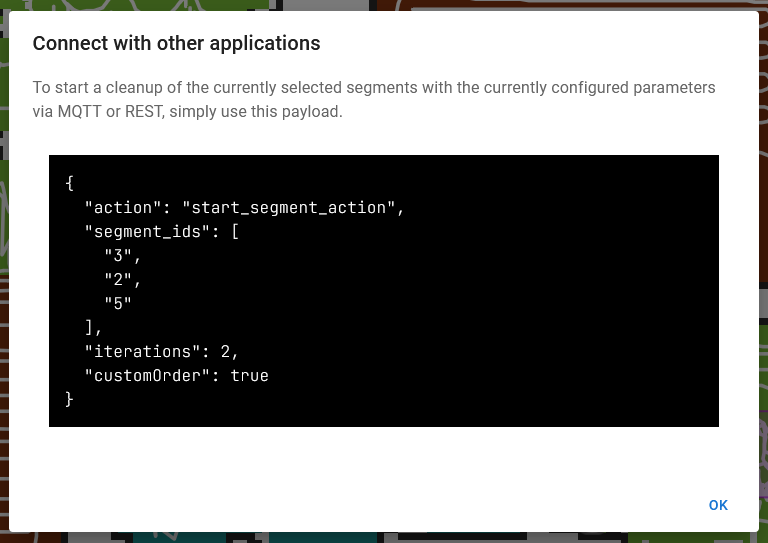 Connect with other applications
To start a cleanup of the currently selected segments with the currently configured parameters
via MQTT or REST, simply use this payload.
{
  "action": "start_segment_action",
  "segment_ids": [
    "3",
    "2",
    "5"
  ],
  "iterations": 2,
  "customOrder": true
}
OK